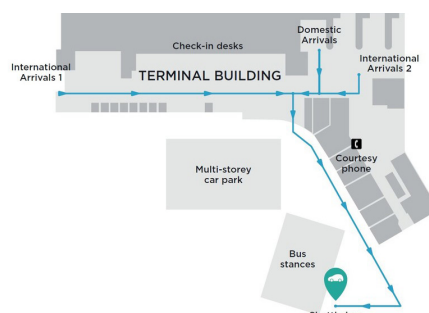 Domestic
Arrivals
Check-in desks
International
Arrivals 1
TERMINAL BUILDING
International
Arrivals 2
Courtesy
phone
Multi-storey
car park
Bus
stances